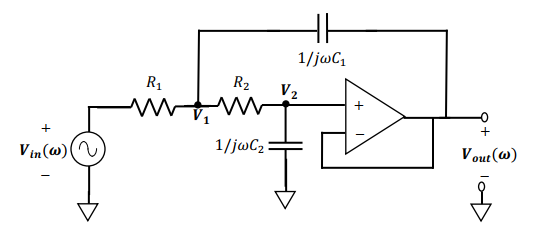 1/jωC₁
R₁
R₂
V₂
V₁
+
−
+
Vᵢₙ(ω)
−
1/jωC₂
+
Vₒᵤₜ(ω)
−